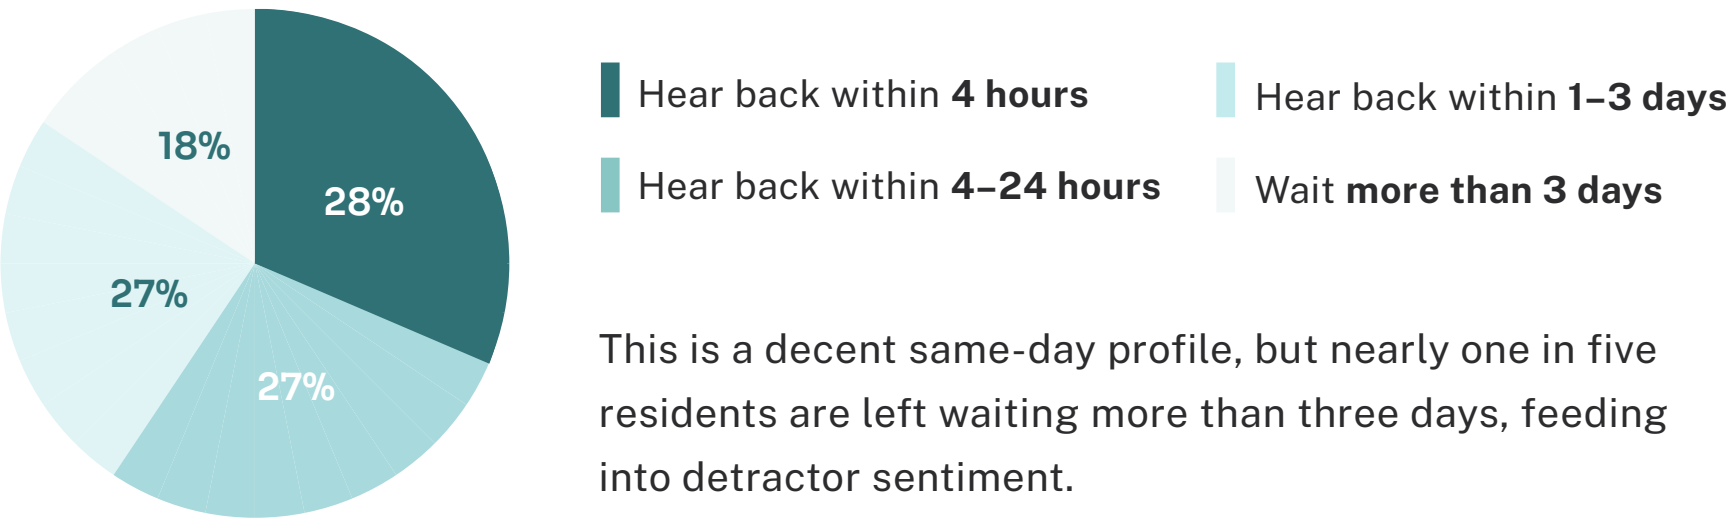 18%
28%
27%
27%
Hear back within 4 hours
Hear back within 4–24 hours
Hear back within 1–3 days
Wait more than 3 days
This is a decent same-day profile, but nearly one in five
residents are left waiting more than three days, feeding
into detractor sentiment.